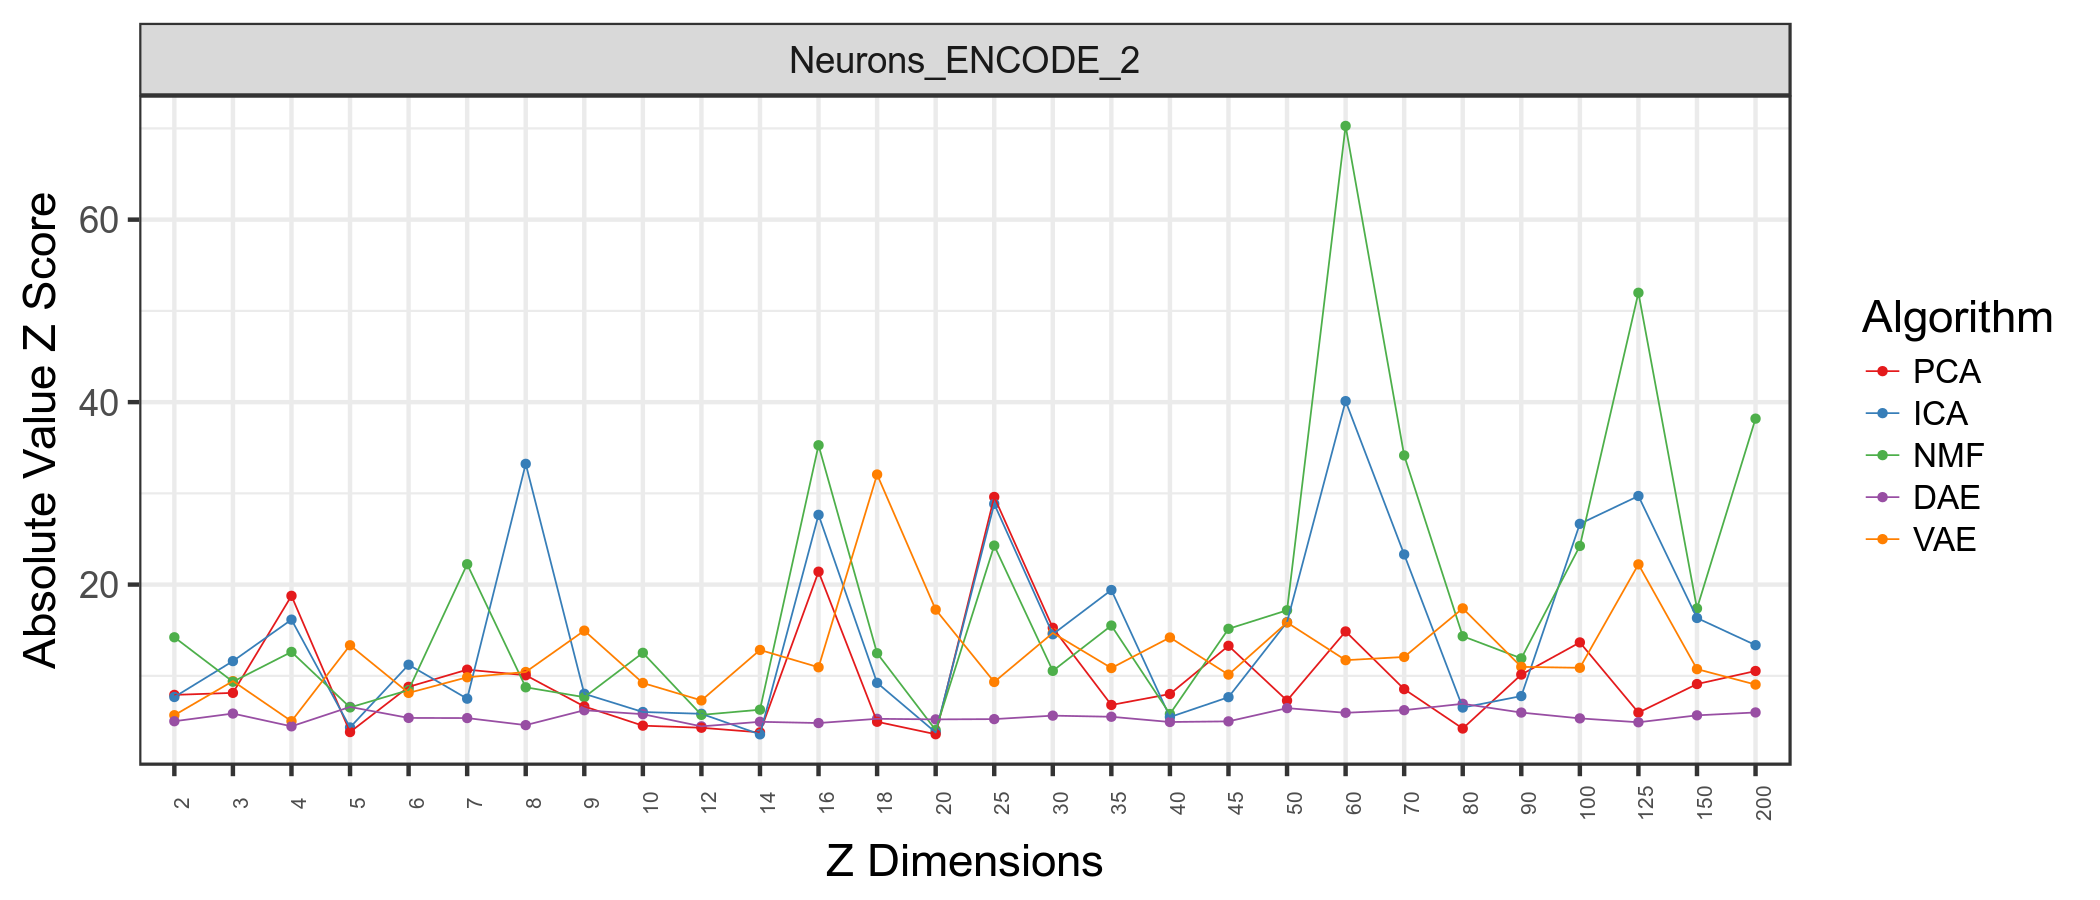 Neurons_ENCODE_2
Absolute Value Z Score
60
40
20
2 3 4 5 6 7 8 9 10 12 14 16 18 20 25 30 35 40 45 50 60 70 80 90 100 125 150 200
Z Dimensions
Algorithm
PCA
ICA
NMF
DAE
VAE